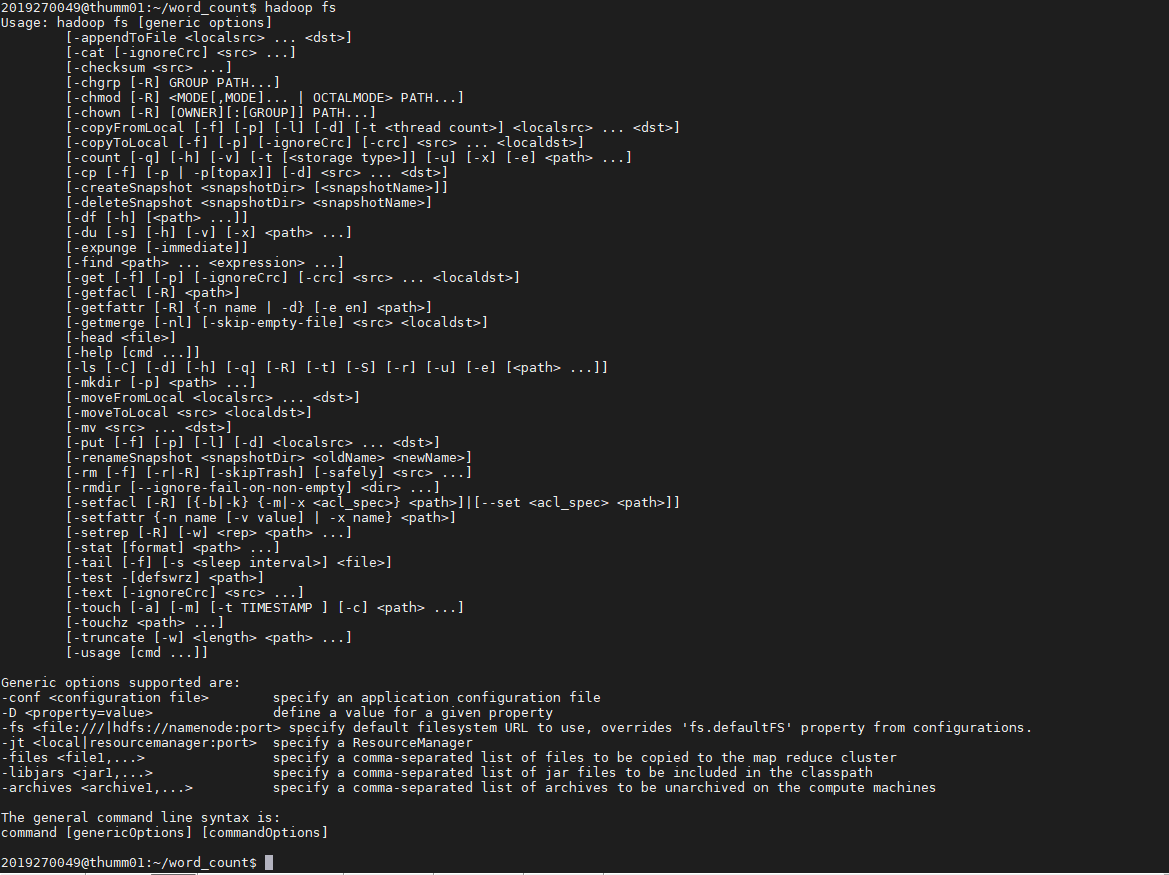 2019270049@thumm01:~/word_count$ hadoop fs
Usage: hadoop fs [generic options]
        [-appendToFile <localsrc> ... <dst>]
        [-cat [-ignoreCrc] <src> ...]
        [-checksum <src> ...]
        [-chgrp [-R] GROUP PATH...]
        [-chmod [-R] <MODE[,MODE]... | OCTALMODE> PATH...]
        [-chown [-R] [OWNER][:[GROUP]] PATH...]
        [-copyFromLocal [-f] [-p] [-l] [-d] [-t <thread count>] <localsrc> ... <dst>]
        [-copyToLocal [-f] [-p] [-ignoreCrc] [-crc] <src> ... <localdst>]
        [-count [-q] [-h] [-v] [-t [<storage type>]] [-u] [-x] [-e] <path> ...]
        [-cp [-f] [-p | -p[topax]] [-d] <src> ... <dst>]
        [-createSnapshot <snapshotDir> [<snapshotName>]]
        [-deleteSnapshot <snapshotDir> <snapshotName>]
        [-df [-h] [<path> ...]]
        [-du [-s] [-h] [-v] [-x] <path> ...]
        [-expunge [-immediate]]
        [-find <path> ... <expression> ...]
        [-get [-f] [-p] [-ignoreCrc] [-crc] <src> ... <localdst>]
        [-getfacl [-R] <path>]
        [-getfattr [-R] {-n name | -d} [-e en] <path>]
        [-getmerge [-nl] [-skip-empty-file] <src> <localdst>]
        [-head <file>]
        [-help [cmd ...]]
        [-ls [-C] [-d] [-h] [-q] [-R] [-t] [-S] [-r] [-u] [-e] [<path> ...]]
        [-mkdir [-p] <path> ...]
        [-moveFromLocal <localsrc> ... <dst>]
        [-moveToLocal <src> <localdst>]
        [-mv <src> ... <dst>]
        [-put [-f] [-p] [-l] [-d] <localsrc> ... <dst>]
        [-renameSnapshot <snapshotDir> <oldName> <newName>]
        [-rm [-f] [-r|-R] [-skipTrash] [-safely] <src> ...]
        [-rmdir [--ignore-fail-on-non-empty] <dir> ...]
        [-setfacl [-R] [{-b|-k} {-m|-x <acl_spec>} <path>]|[--set <acl_spec> <path>]]
        [-setfattr {-n name [-v value] | -x name} <path>]
        [-setrep [-R] [-w] <rep> <path> ...]
        [-stat [format] <path> ...]
        [-tail [-f] [-s <sleep interval>] <file>]
        [-test -[defswrz] <path>]
        [-text [-ignoreCrc] <src> ...]
        [-touch [-a] [-m] [-t TIMESTAMP ] [-c] <path> ...]
        [-touchz <path> ...]
        [-truncate [-w] <length> <path> ...]
        [-usage [cmd ...]]

Generic options supported are:
-conf <configuration file>        specify an application configuration file
-D <property=value>               define a value for a given property
-fs <file:///|hdfs://namenode:port> specify default filesystem URL to use, overrides 'fs.defaultFS' property from configurations.
-jt <local|resourcemanager:port>  specify a ResourceManager
-files <file1,...>                specify a comma-separated list of files to be copied to the map reduce cluster
-libjars <jar1,...>               specify a comma-separated list of jar files to be included in the classpath
-archives <archive1,...>          specify a comma-separated list of archives to be unarchived on the compute machines

The general command line syntax is:
command [genericOptions] [commandOptions]

2019270049@thumm01:~/word_count$